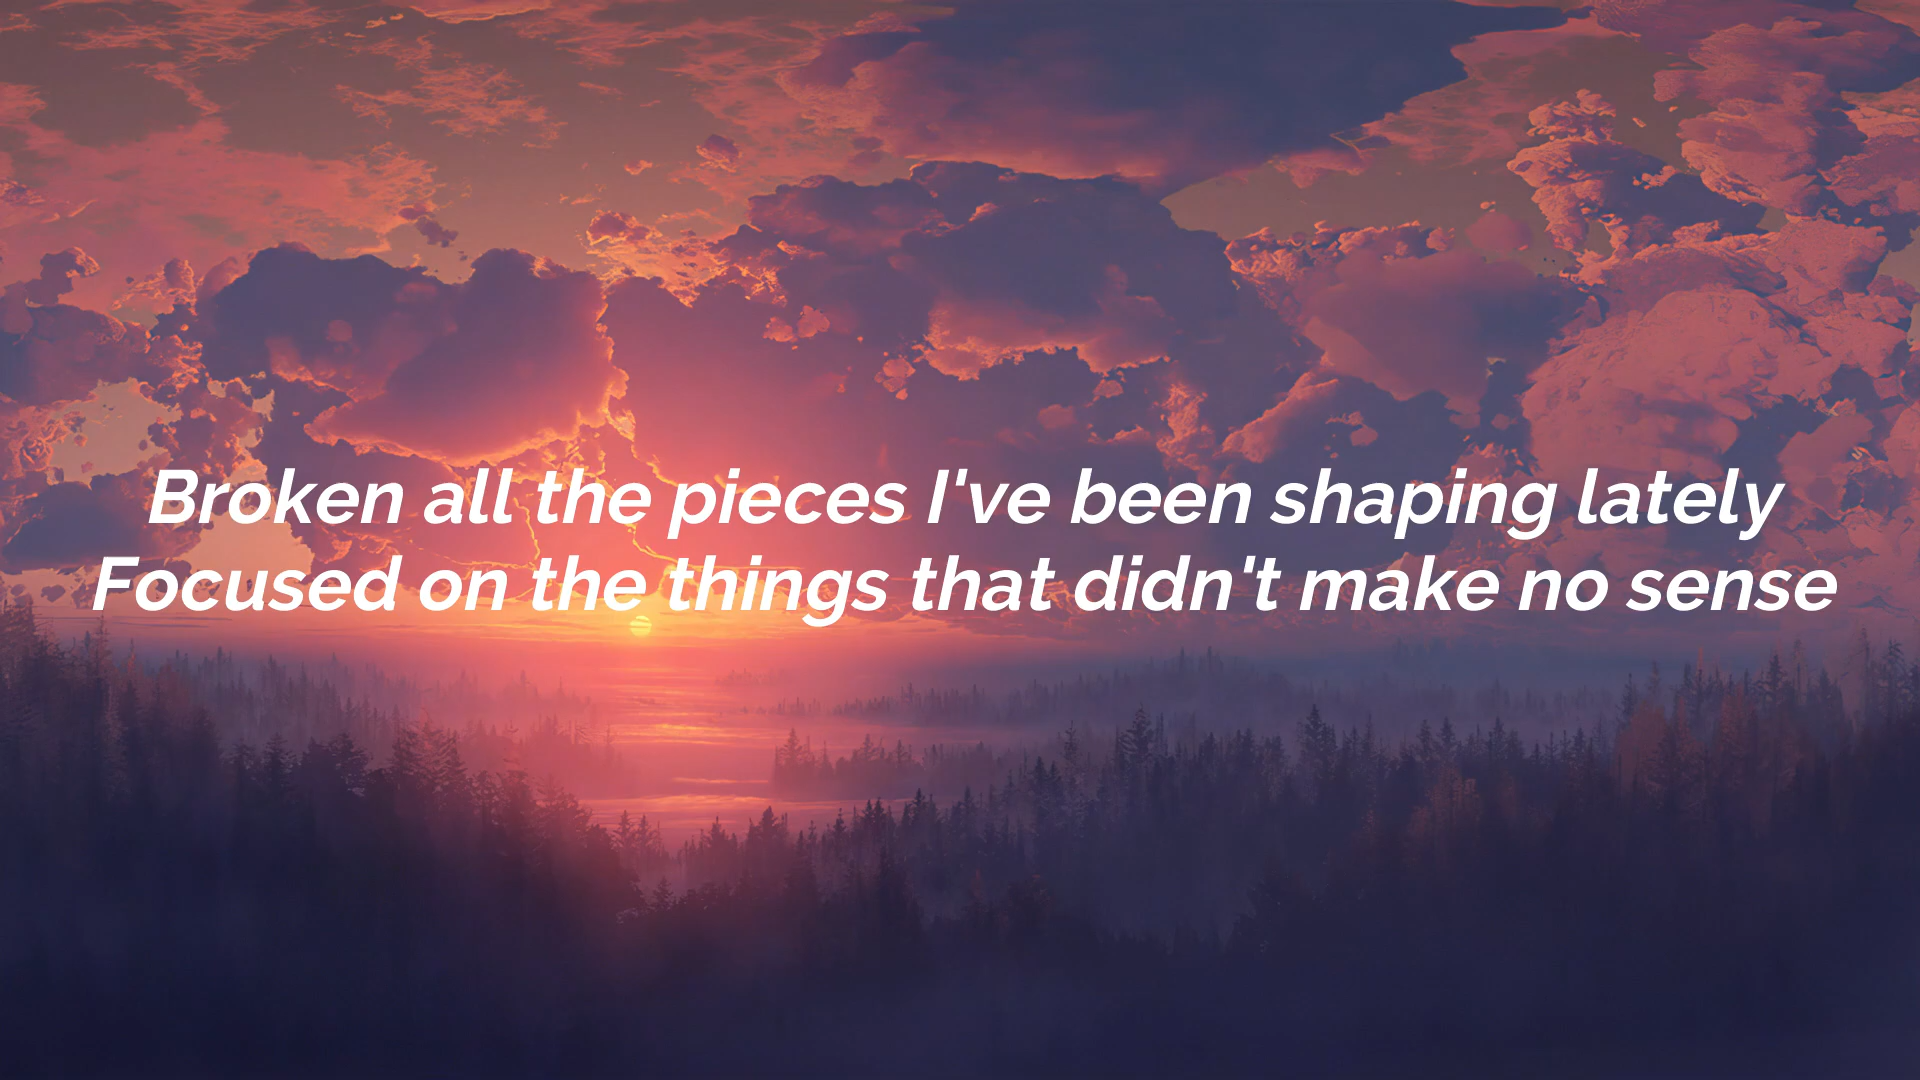 Broken all the pieces I've been shaping lately
Focused on the things that didn't make no sense